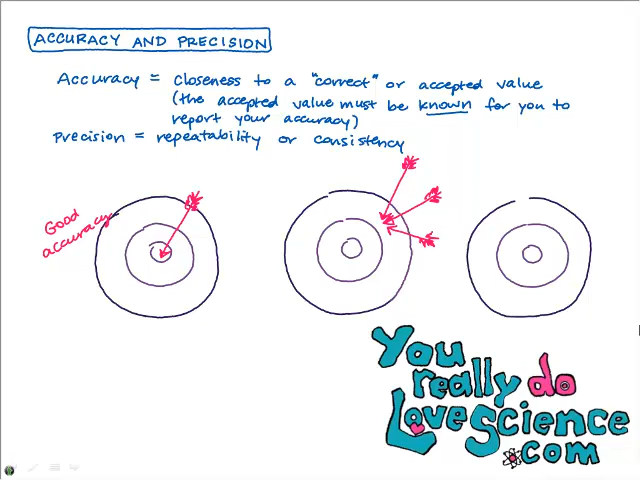 ACCURACY AND PRECISION
Accuracy = closeness to a "correct" or accepted value
(the accepted value must be known for you to
report your accuracy)
Precision = repeatability or consistency
Good
accuracy
You
really do
Love Science
.com